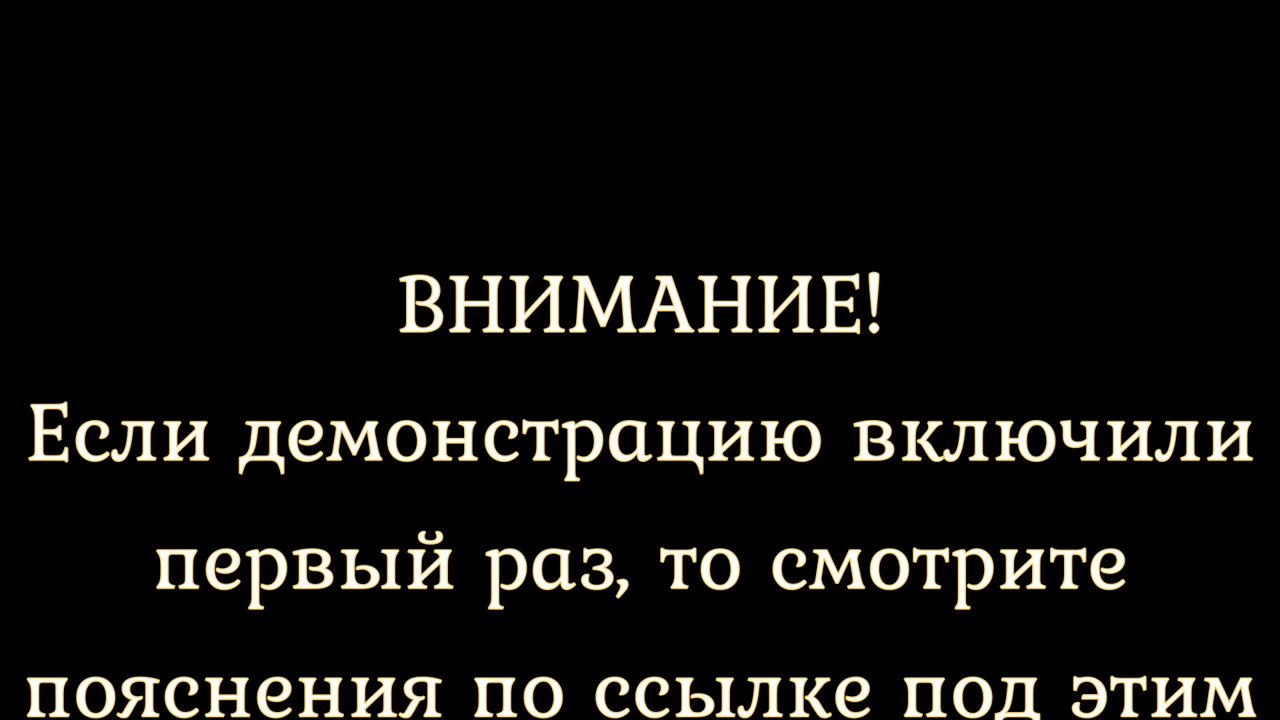 ВНИМАНИЕ!
Если демонстрацию включили
первый раз, то смотрите
пояснения по ссылке под этим